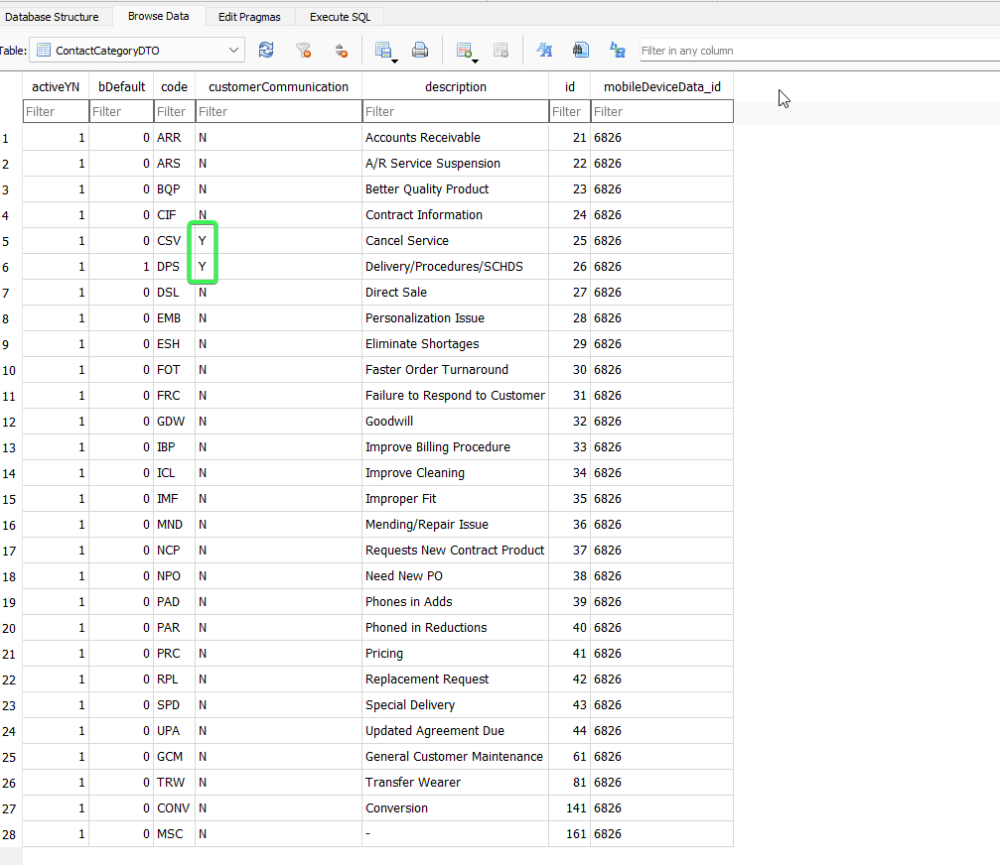 Database Structure Browse Data Edit Pragmas Execute SQL
Table: ContactCategoryDTO Filter in any column
activeYN bDefault code customerCommunication description id mobileDeviceData_id
Filter Filter Filter Filter Filter Filter Filter
1 1 0 ARR N Accounts Receivable 21 6826
2 1 0 ARS N A/R Service Suspension 22 6826
3 1 0 BQP N Better Quality Product 23 6826
4 1 0 CIF N Contract Information 24 6826
5 1 0 CSV Y Cancel Service 25 6826
6 1 1 DPS Y Delivery/Procedures/SCHDS 26 6826
7 1 0 DSL N Direct Sale 27 6826
8 1 0 EMB N Personalization Issue 28 6826
9 1 0 ESH N Eliminate Shortages 29 6826
10 1 0 FOT N Faster Order Turnaround 30 6826
11 1 0 FRC N Failure to Respond to Customer 31 6826
12 1 0 GDW N Goodwill 32 6826
13 1 0 IBP N Improve Billing Procedure 33 6826
14 1 0 ICL N Improve Cleaning 34 6826
15 1 0 IMF N Improper Fit 35 6826
16 1 0 MND N Mending/Repair Issue 36 6826
17 1 0 NCP N Requests New Contract Product 37 6826
18 1 0 NPO N Need New PO 38 6826
19 1 0 PAD N Phones in Adds 39 6826
20 1 0 PAR N Phoned in Reductions 40 6826
21 1 0 PRC N Pricing 41 6826
22 1 0 RPL N Replacement Request 42 6826
23 1 0 SPD N Special Delivery 43 6826
24 1 0 UPA N Updated Agreement Due 44 6826
25 1 0 GCM N General Customer Maintenance 61 6826
26 1 0 TRW N Transfer Wearer 81 6826
27 1 0 CONV N Conversion 141 6826
28 1 0 MSC N - 161 6826